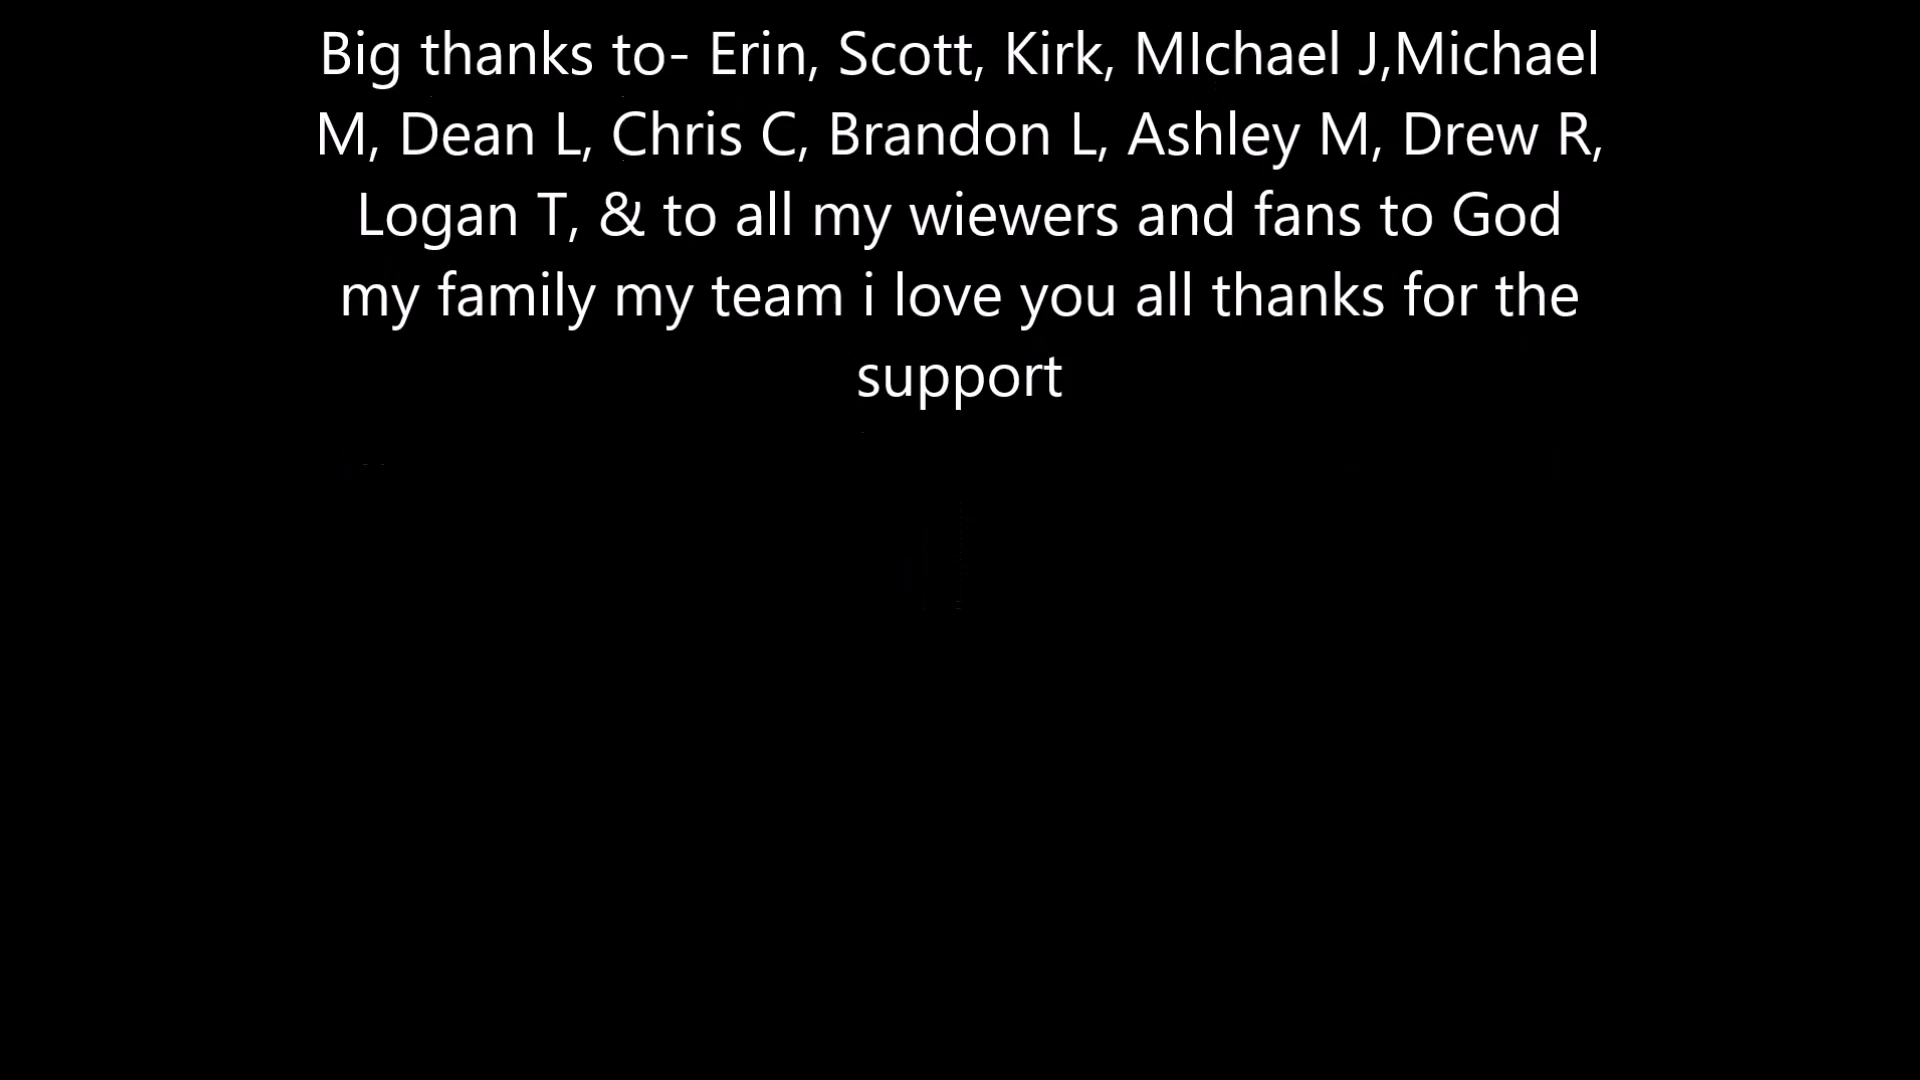 Big thanks to- Erin, Scott, Kirk, MIchael J,Michael
M, Dean L, Chris C, Brandon L, Ashley M, Drew R,
Logan T, & to all my wiewers and fans to God
my family my team i love you all thanks for the
support